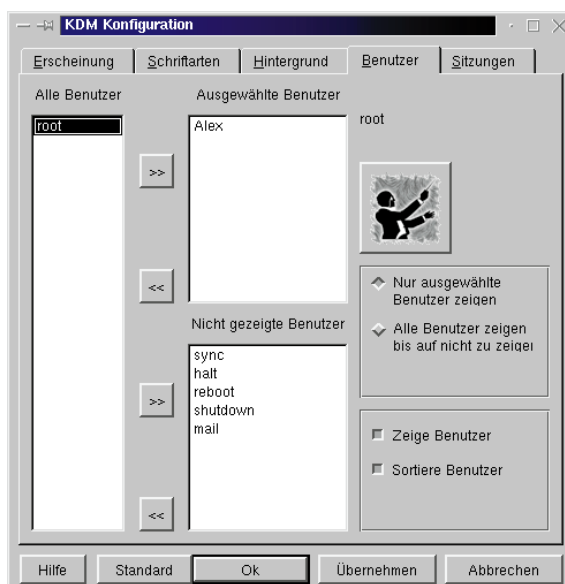 KDM Konfiguration
Erscheinung
Schriftarten
Hintergrund
Benutzer
Sitzungen
Alle Benutzer
root
>>
<<
>>
<<
Ausgewählte Benutzer
Alex
Nicht gezeigte Benutzer
sync
halt
reboot
shutdown
mail
root
Nur ausgewählte
Benutzer zeigen
Alle Benutzer zeigen
bis auf nicht zu zeiger
Zeige Benutzer
Sortiere Benutzer
Hilfe
Standard
Ok
Übernehmen
Abbrechen